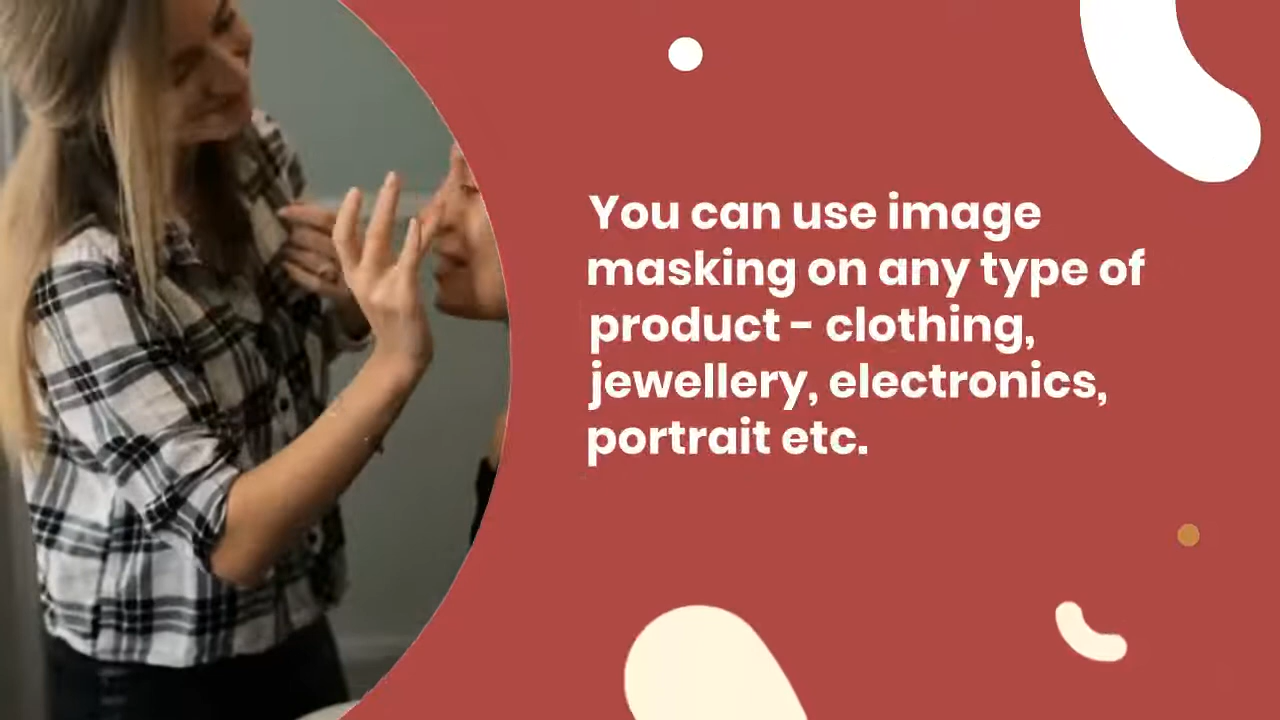 You can use image
masking on any type of
product - clothing,
jewellery, electronics,
portrait etc.